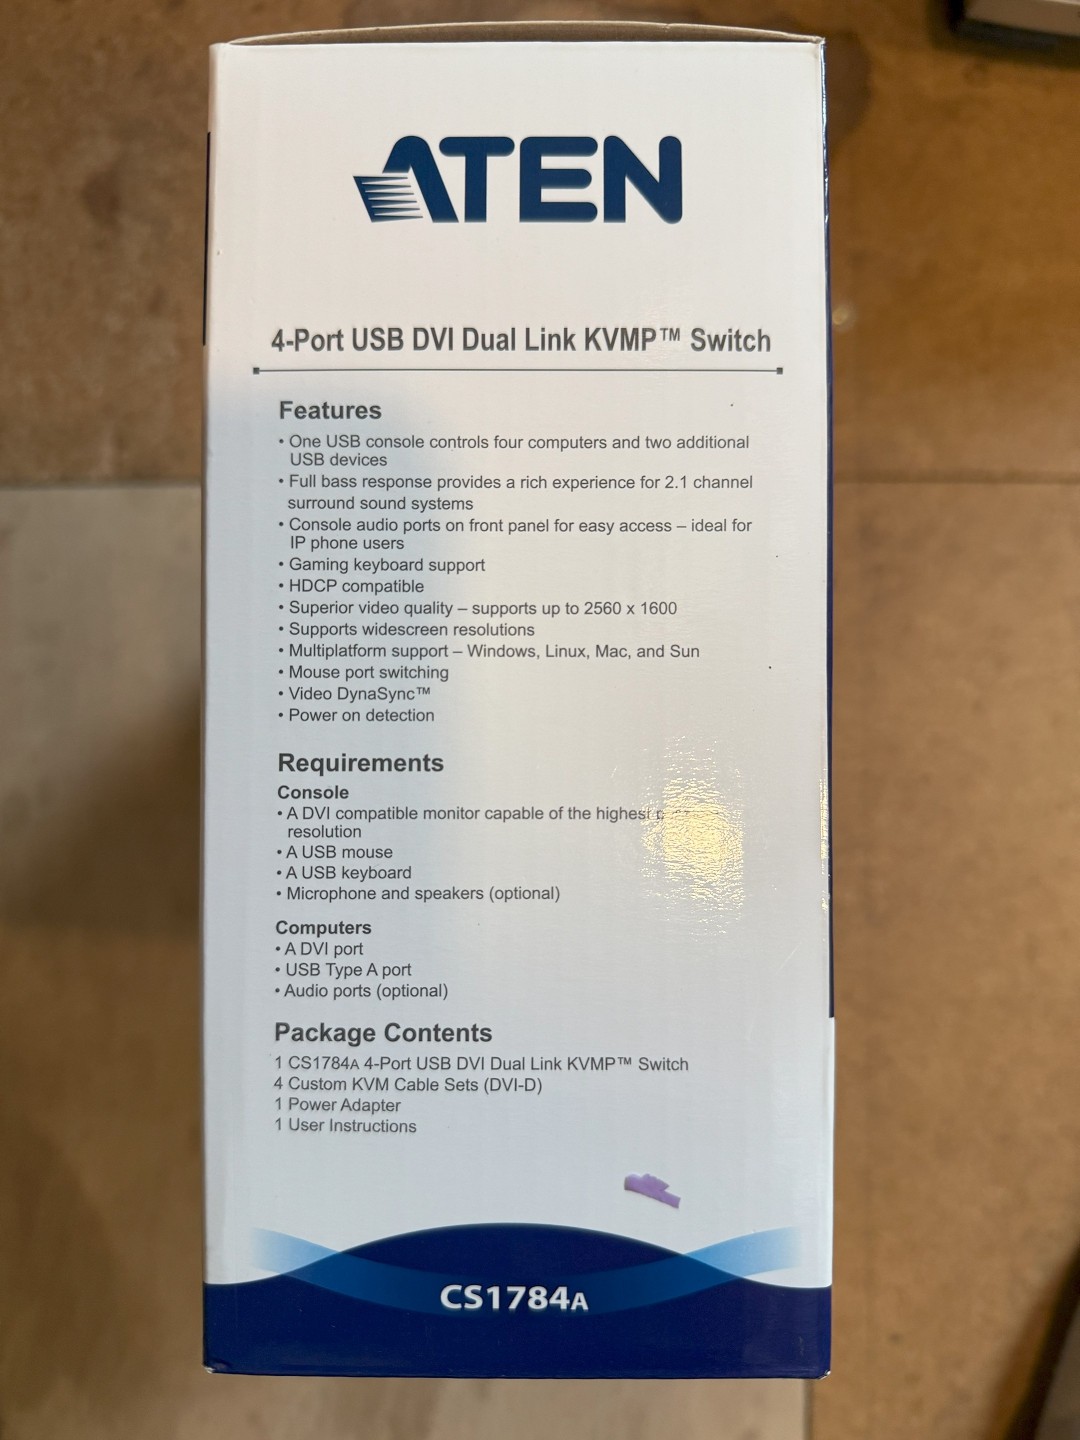 ATEN
4-Port USB DVI Dual Link KVMP™ Switch
Features
• One USB console controls four computers and two additional
USB devices
• Full bass response provides a rich experience for 2.1 channel
surround sound systems
• Console audio ports on front panel for easy access – ideal for
IP phone users
• Gaming keyboard support
• HDCP compatible
• Superior video quality – supports up to 2560 x 1600
• Supports widescreen resolutions
• Multiplatform support – Windows, Linux, Mac, and Sun
• Mouse port switching
• Video DynaSync™
• Power on detection
Requirements
Console
• A DVI compatible monitor capable of the highest
resolution
• A USB mouse
• A USB keyboard
• Microphone and speakers (optional)
Computers
• A DVI port
• USB Type A port
• Audio ports (optional)
Package Contents
1 CS1784A 4-Port USB DVI Dual Link KVMP™ Switch
4 Custom KVM Cable Sets (DVI-D)
1 Power Adapter
1 User Instructions
CS1784A